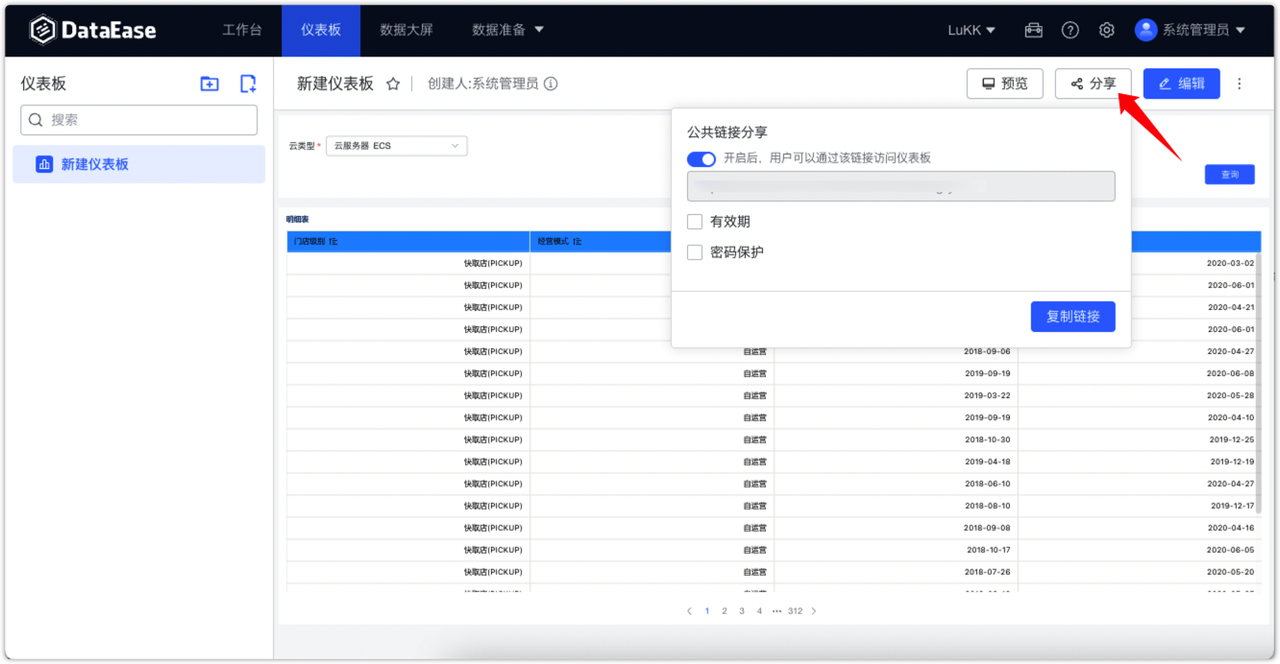 DataEase 工作台 仪表板 数据大屏 数据准备 LuKK 系统管理员
仪表板
新建仪表板 创建人:系统管理员 预览 分享 编辑
搜索
新建仪表板
云类型* 云服务器 ECS
查询
公共链接分享
开启后，用户可以通过该链接访问仪表板
有效期
密码保护
复制链接
明细表
门店级别 经营模式
快取店(PICKUP) 2020-03-02
快取店(PICKUP) 2020-06-01
快取店(PICKUP) 2020-04-21
快取店(PICKUP) 2020-06-01
快取店(PICKUP) 自运营 2018-09-06 2020-04-27
快取店(PICKUP) 自运营 2019-09-19 2020-06-08
快取店(PICKUP) 自运营 2019-03-22 2020-05-28
快取店(PICKUP) 自运营 2019-09-19 2020-04-10
快取店(PICKUP) 自运营 2018-10-30 2019-12-25
快取店(PICKUP) 自运营 2019-04-18 2019-12-19
快取店(PICKUP) 自运营 2018-06-10 2020-04-27
快取店(PICKUP) 自运营 2018-08-10 2019-12-17
快取店(PICKUP) 自运营 2018-09-08 2020-04-16
快取店(PICKUP) 自运营 2018-10-17 2020-06-05
快取店(PICKUP) 自运营 2018-07-26 2020-05-20
1 2 3 4 ••• 312